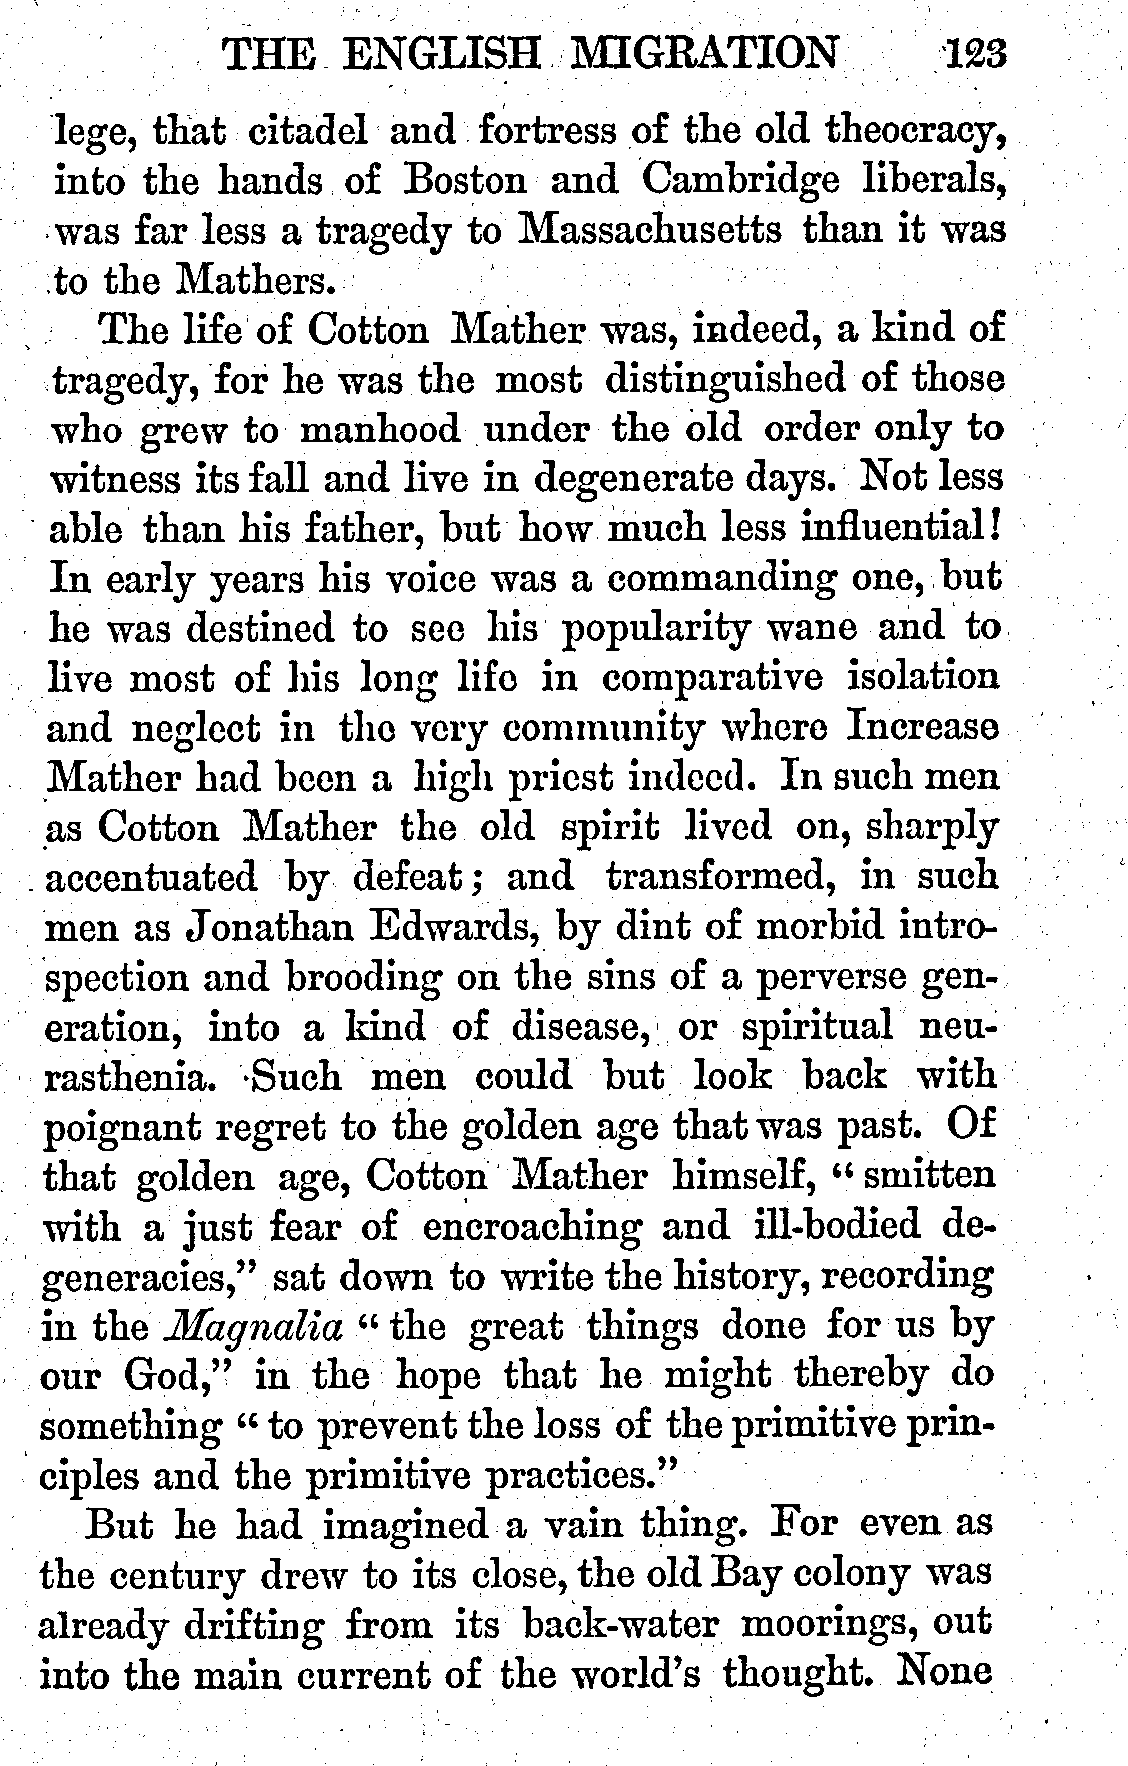 THE ENGLISH MIGRATION 123
lege, that citadel and fortress of the old theocracy,
into the hands of Boston and Cambridge liberals,
was far less a tragedy to Massachusetts than it was
to the Mathers.
The life of Cotton Mather was, indeed, a kind of
tragedy, for he was the most distinguished of those
who grew to manhood under the old order only to
witness its fall and live in degenerate days. Not less
able than his father, but how much less influential!
In early years his voice was a commanding one, but
he was destined to see his popularity wane and to
live most of his long life in comparative isolation
and neglect in the very community where Increase
Mather had been a high priest indeed. In such men
as Cotton Mather the old spirit lived on, sharply
accentuated by defeat; and transformed, in such
men as Jonathan Edwards, by dint of morbid intro-
spection and brooding on the sins of a perverse gen-
eration, into a kind of disease, or spiritual neu-
rasthenia. Such men could but look back with
poignant regret to the golden age that was past. Of
that golden age, Cotton Mather himself, “smitten
with a just fear of encroaching and ill-bodied de-
generacies,” sat down to write the history, recording
in the Magnalia “the great things done for us by
our God,” in the hope that he might thereby do
something “to prevent the loss of the primitive prin-
ciples and the primitive practices.”
But he had imagined a vain thing. For even as
the century drew to its close, the old Bay colony was
already drifting from its back-water moorings, out
into the main current of the world’s thought. None